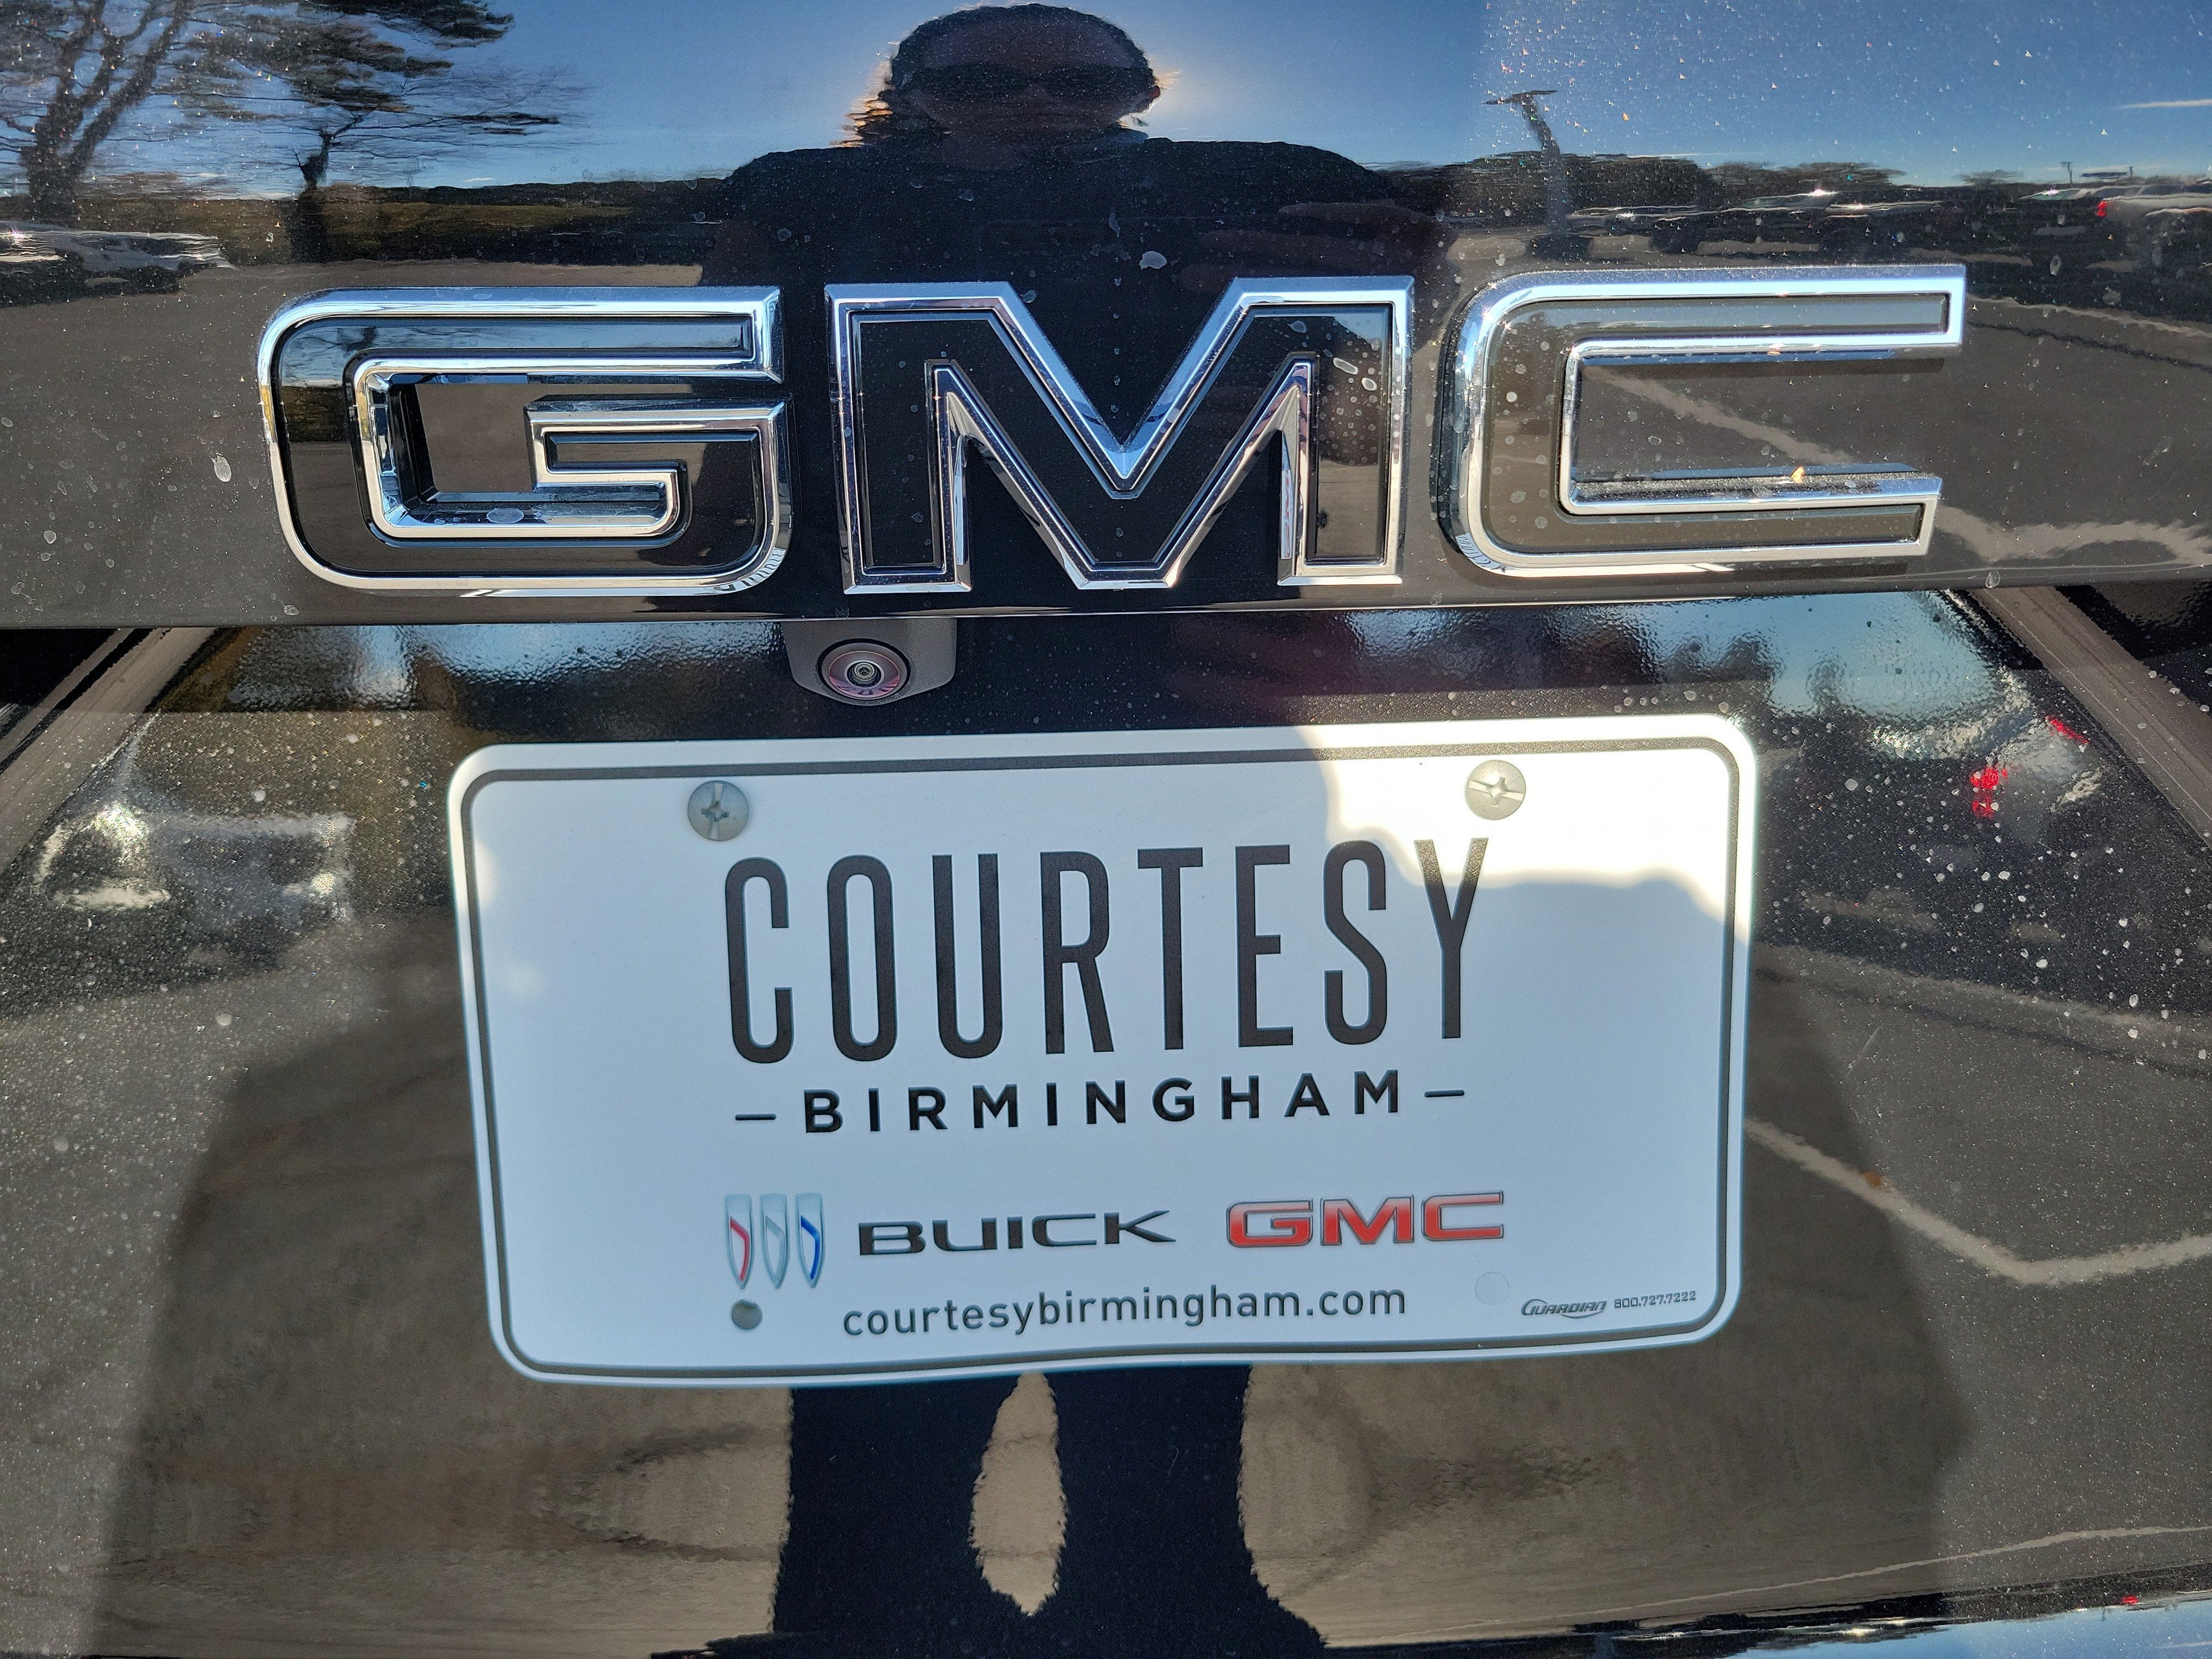 GMC
COURTESY
-BIRMINGHAM-
BUICK GMC
courtesybirmingham.com
GUARDIAN 800.727.7222